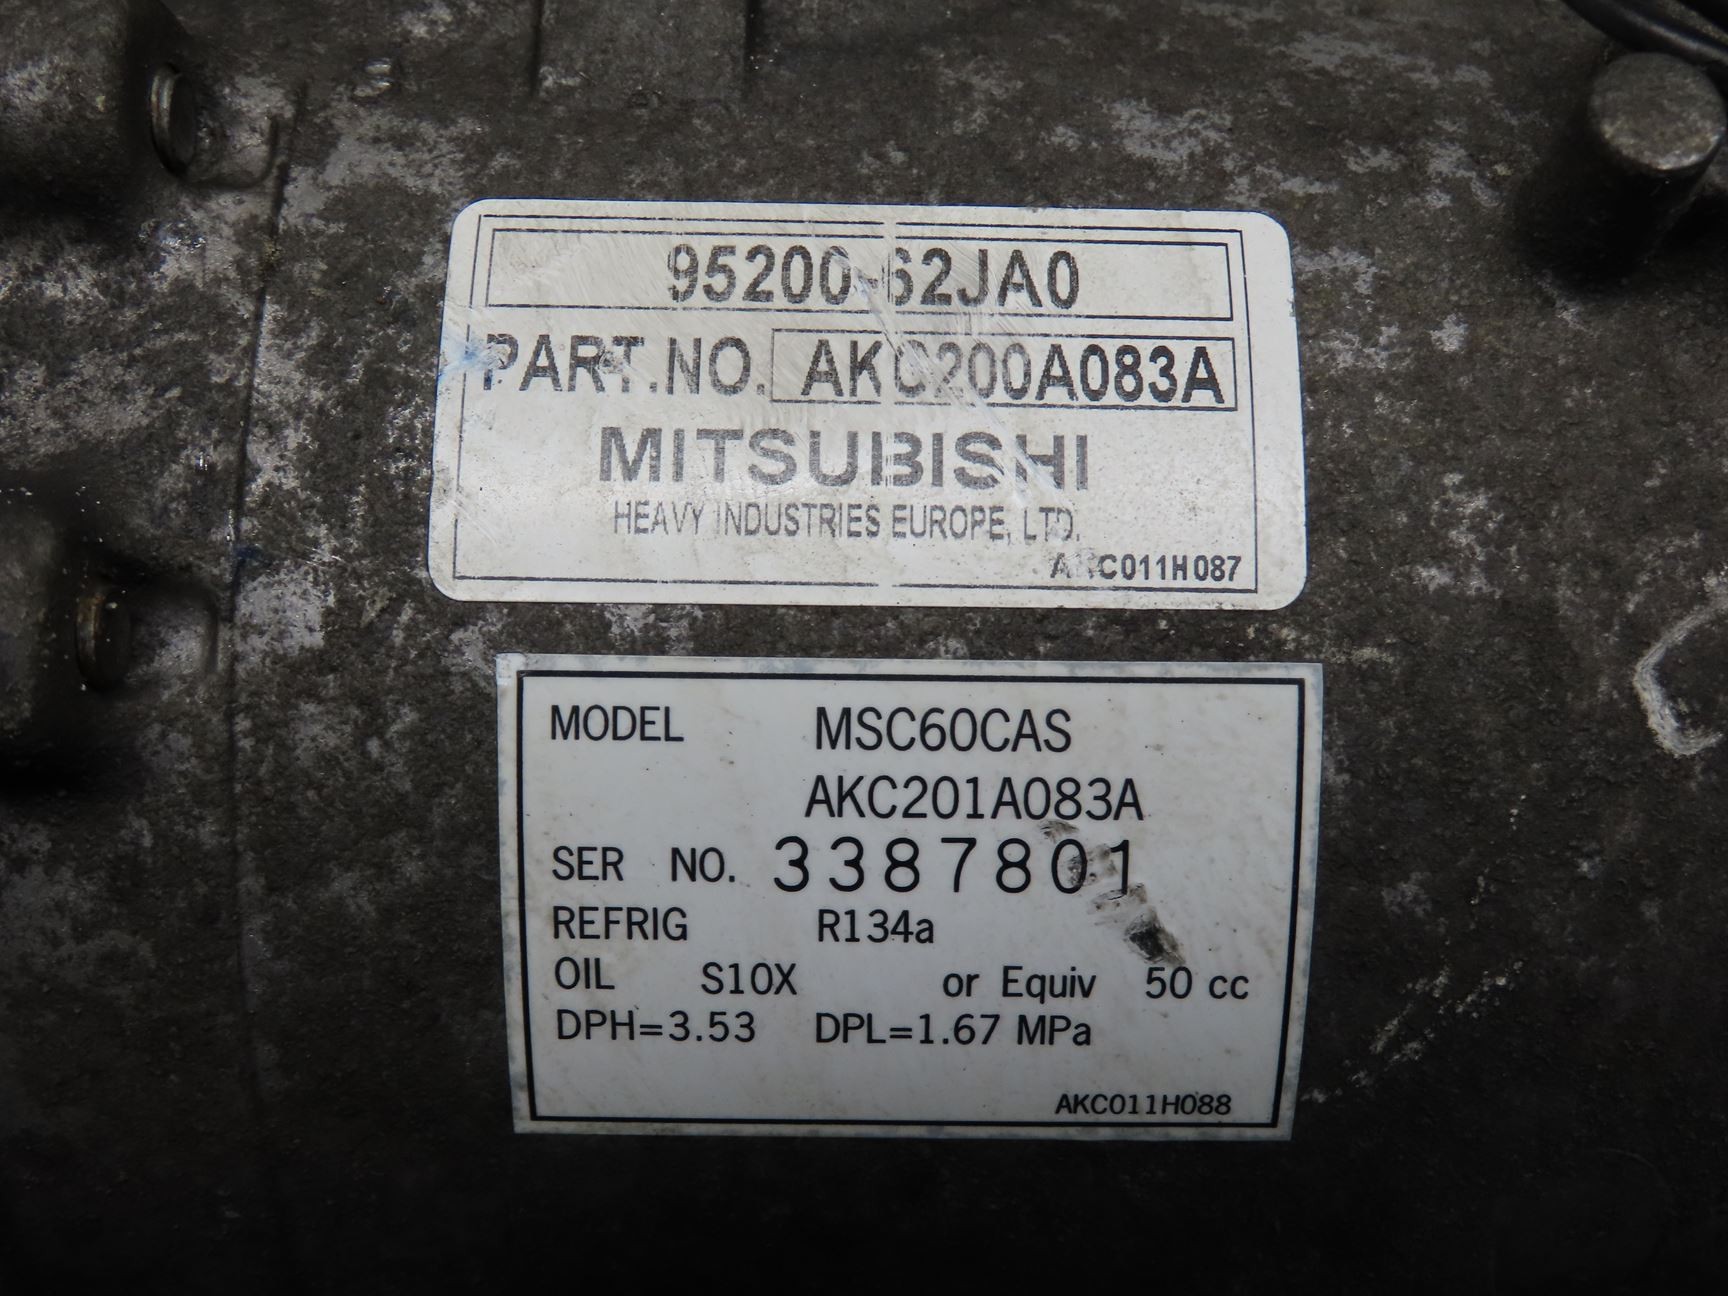 95200-62JA0
PART.NO. AKC200A083A
MITSUBISHI
HEAVY INDUSTRIES EUROPE, LTD.
AKC011H087
MODEL MSC60CAS
AKC201A083A
SER NO. 3387801
REFRIG R134a
OIL S10X or Equiv 50 cc
DPH=3.53 DPL=1.67 MPa
AKC011H088